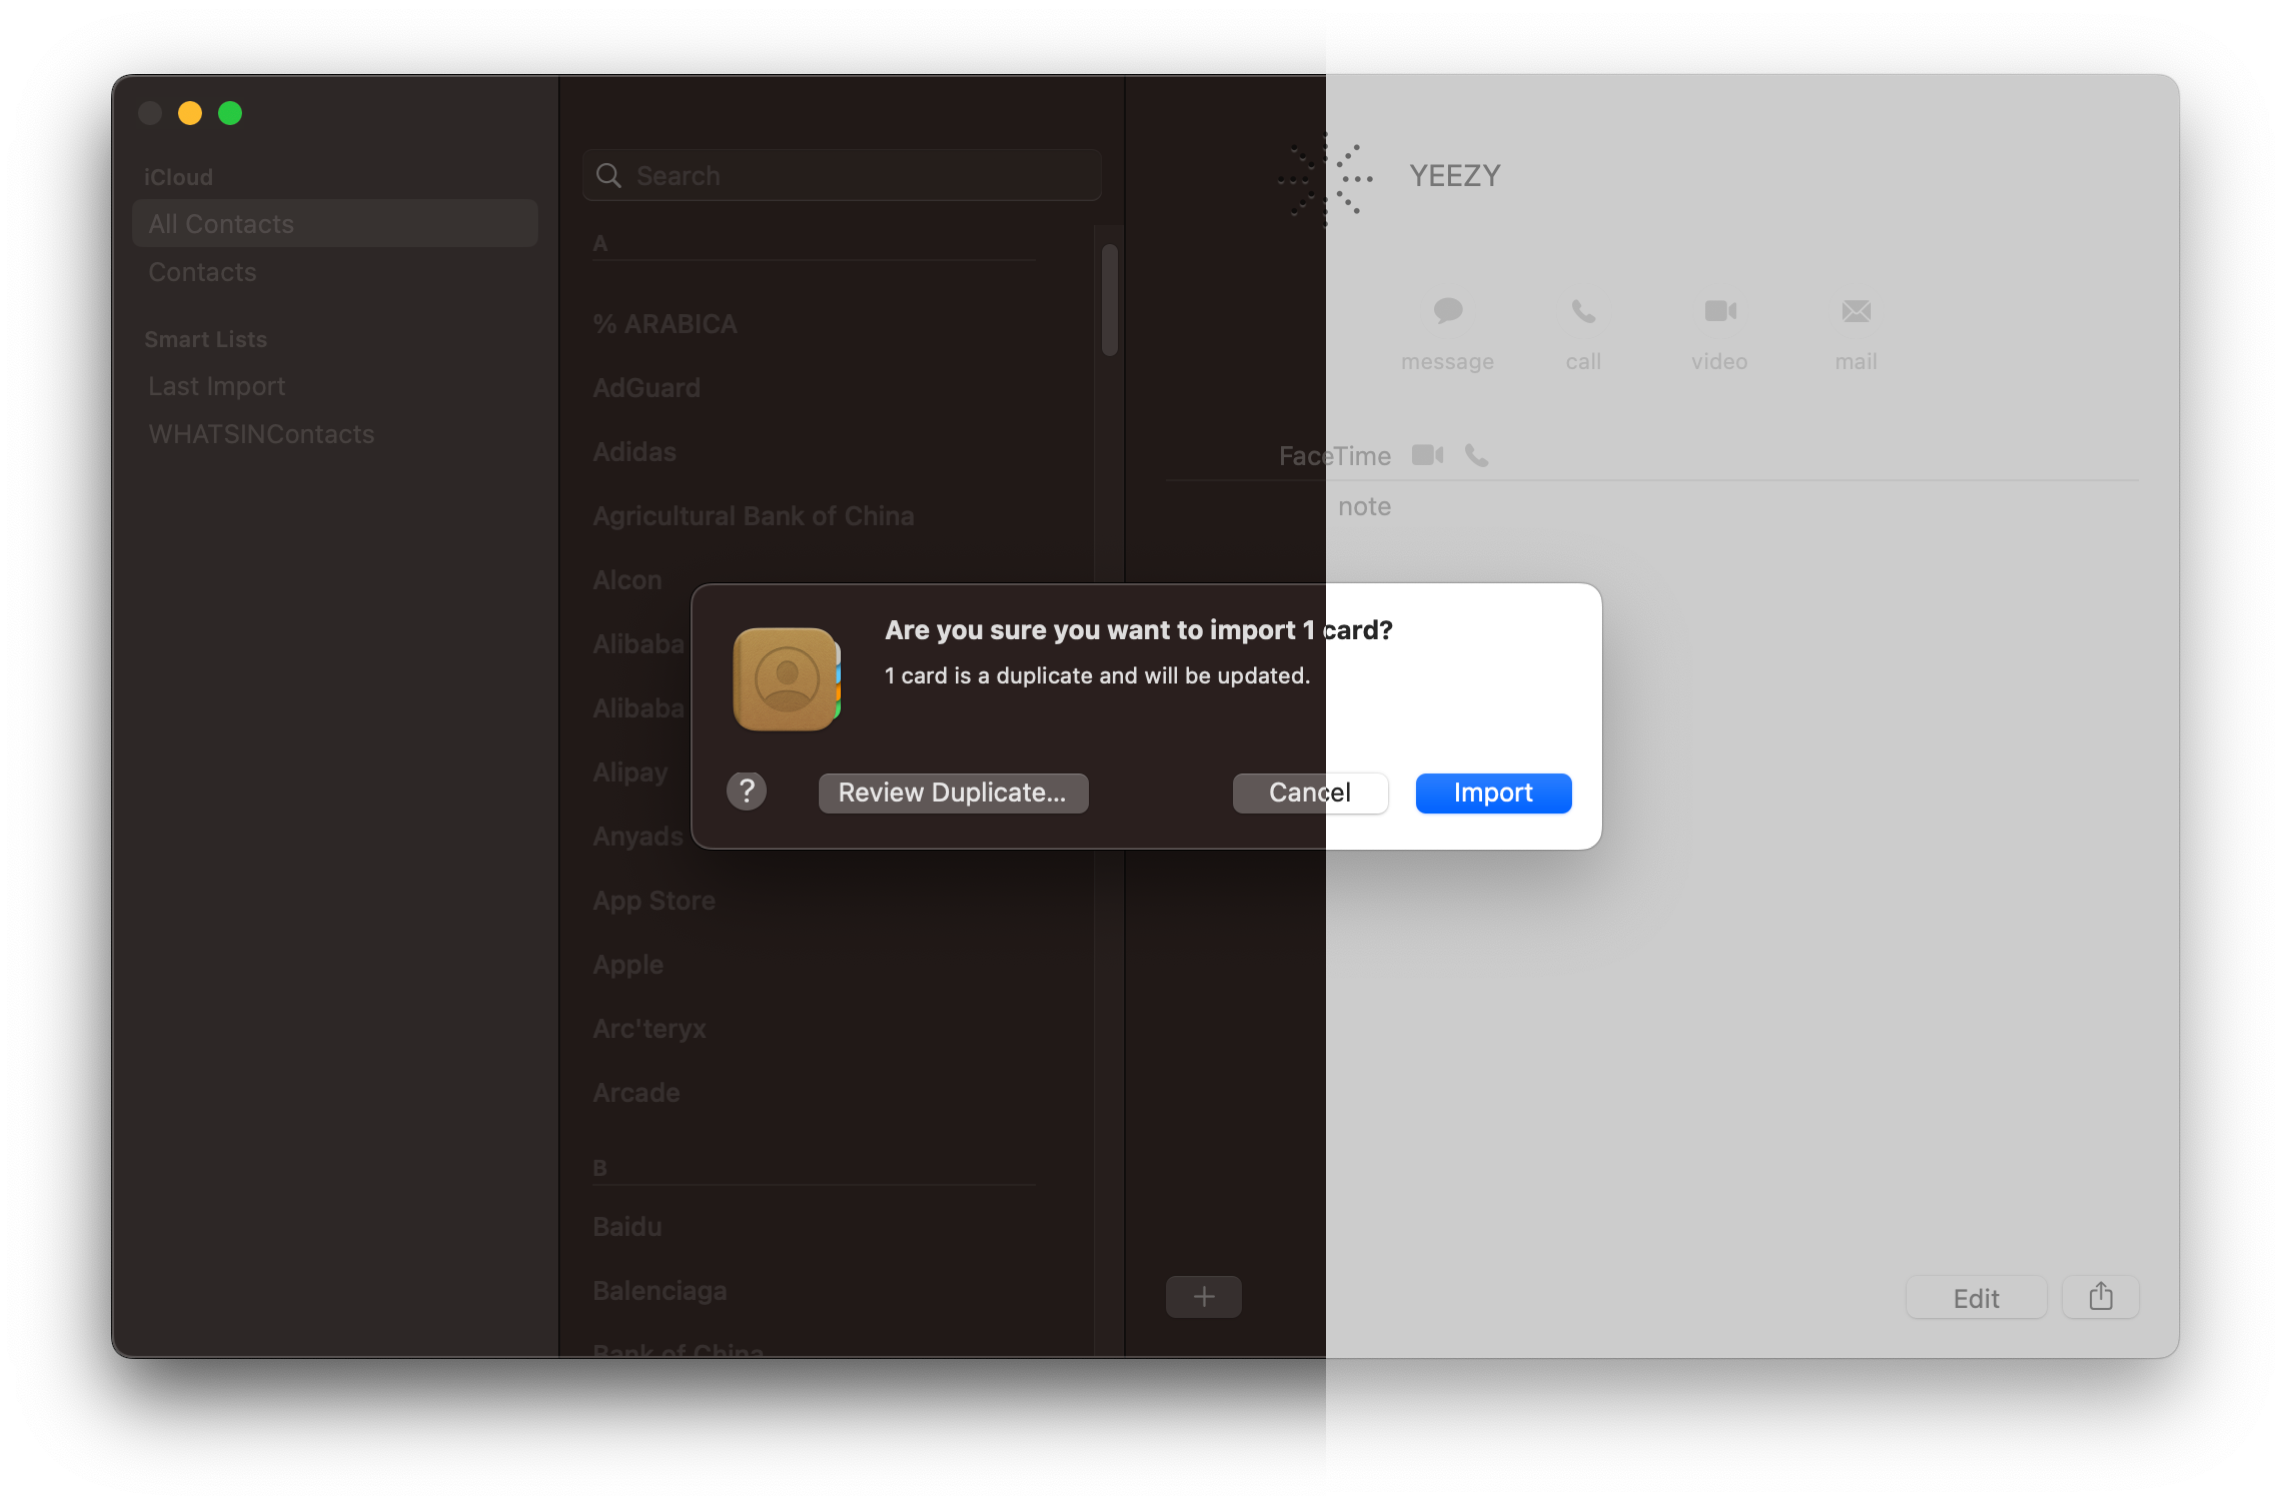 iCloud
All Contacts
Contacts
Smart Lists
Last Import
WHATSINContacts
Search
A
% ARABICA
AdGuard
Adidas
Agricultural Bank of China
Alcon
Alibaba
Alibaba
Alipay
Anyads
App Store
Apple
Arc'teryx
Arcade
B
Baidu
Balenciaga
Bank of China
YEEZY
message call video mail
FaceTime
note
Are you sure you want to import 1 card?
1 card is a duplicate and will be updated.
? Review Duplicate... Cancel Import
Edit